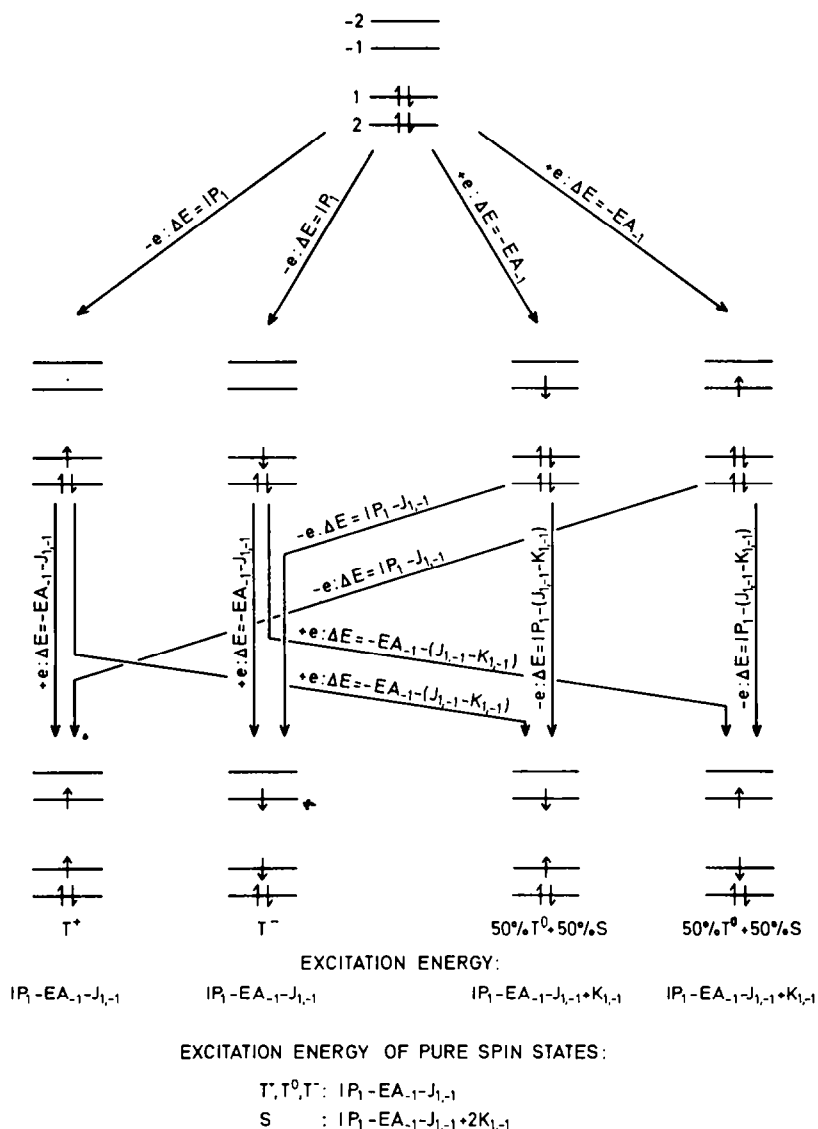 -2
-1
1
2
-e: ΔE = IP₁
-e: ΔE = IP₁
+e: ΔE = -EA₋₁
+e: ΔE = -EA₋₁
-e: ΔE = IP₁ - J₁,₋₁
-e: ΔE = IP₁ - J₁,₋₁
+e: ΔE = -EA₋₁ - J₁,₋₁
+e: ΔE = -EA₋₁ - J₁,₋₁
+e: ΔE = -EA₋₁ - (J₁,₋₁ - K₁,₋₁)
+e: ΔE = -EA₋₁ - (J₁,₋₁ - K₁,₋₁)
-e: ΔE = IP₁ - (J₁,₋₁ - K₁,₋₁)
-e: ΔE = IP₁ - (J₁,₋₁ - K₁,₋₁)
T⁺ T⁻ 50% T⁰ + 50% S 50% T⁰ + 50% S
EXCITATION ENERGY:
IP₁ - EA₋₁ - J₁,₋₁ IP₁ - EA₋₁ - J₁,₋₁ IP₁ - EA₋₁ - J₁,₋₁ + K₁,₋₁ IP₁ - EA₋₁ - J₁,₋₁ + K₁,₋₁
EXCITATION ENERGY OF PURE SPIN STATES:
T⁺, T⁰, T⁻: IP₁ - EA₋₁ - J₁,₋₁
S : IP₁ - EA₋₁ - J₁,₋₁ + 2K₁,₋₁